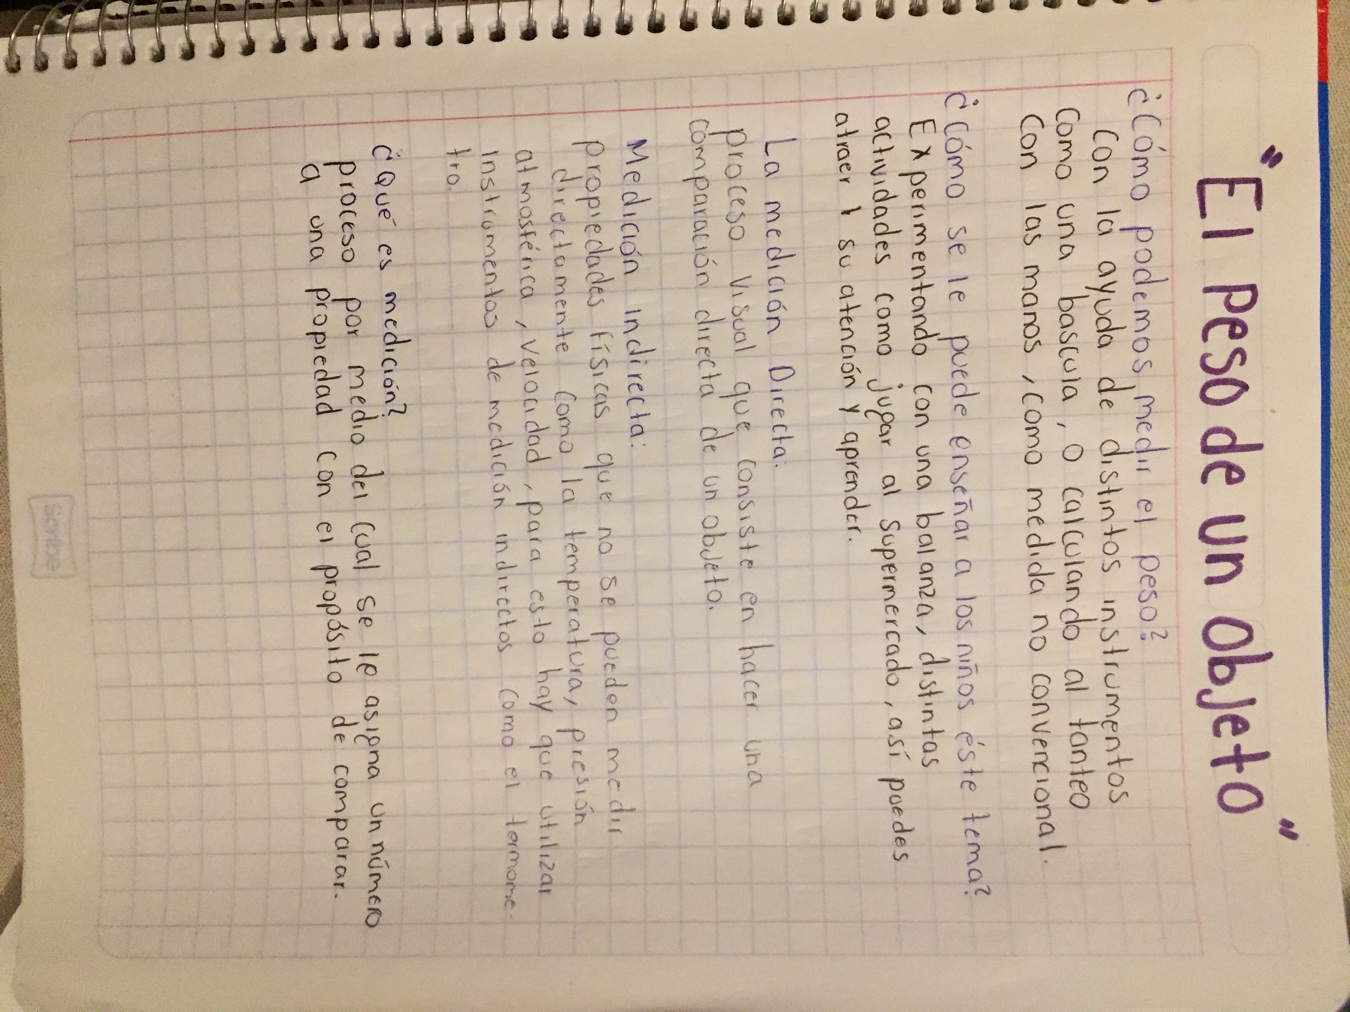 "El peso de un objeto"
¿Cómo podemos medir el peso?
Con la ayuda de distintos instrumentos
como una bascula, o calculando al tanteo
con las manos, como medida no convencional.
¿Cómo se le puede enseñar a los niños éste tema?
Experimentando con una balanza, distintas
actividades como jugar al supermercado, así puedes
atraer su atención y aprender.
La medición Directa:
proceso visual que consiste en hacer una
comparación directa de un objeto.
Medición indirecta:
propiedades físicas que no se pueden medir
directamente como la temperatura, presión
atmosférica, velocidad, para esto hay que utilizar
instrumentos de medición indirectos como el termome-
tro.
¿Qué es medición?
proceso por medio del cual se le asigna un número
a una propiedad con el propósito de comparar.
Scribe